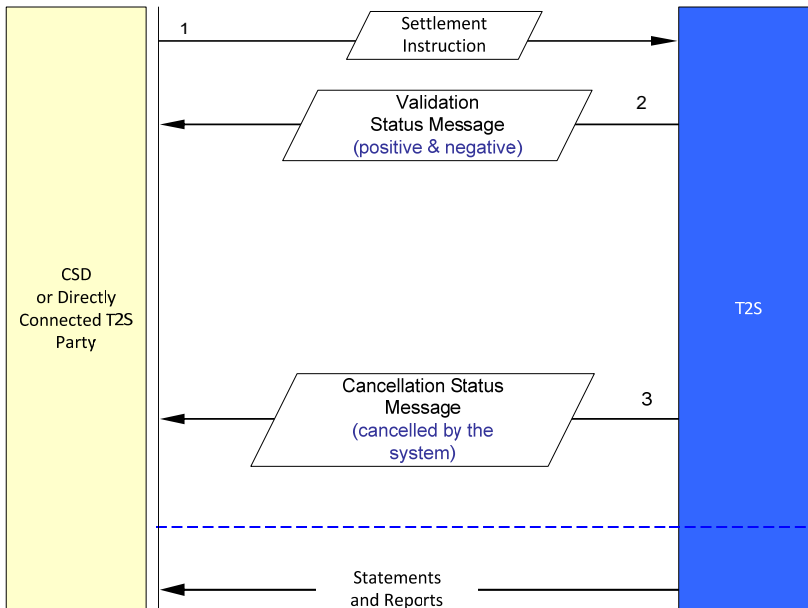 1
Settlement
Instruction
Validation
Status Message
(positive & negative)
2
CSD
or Directly
Connected T2S
Party
T2S
Cancellation Status
Message
(cancelled by the
system)
3
Statements
and Reports